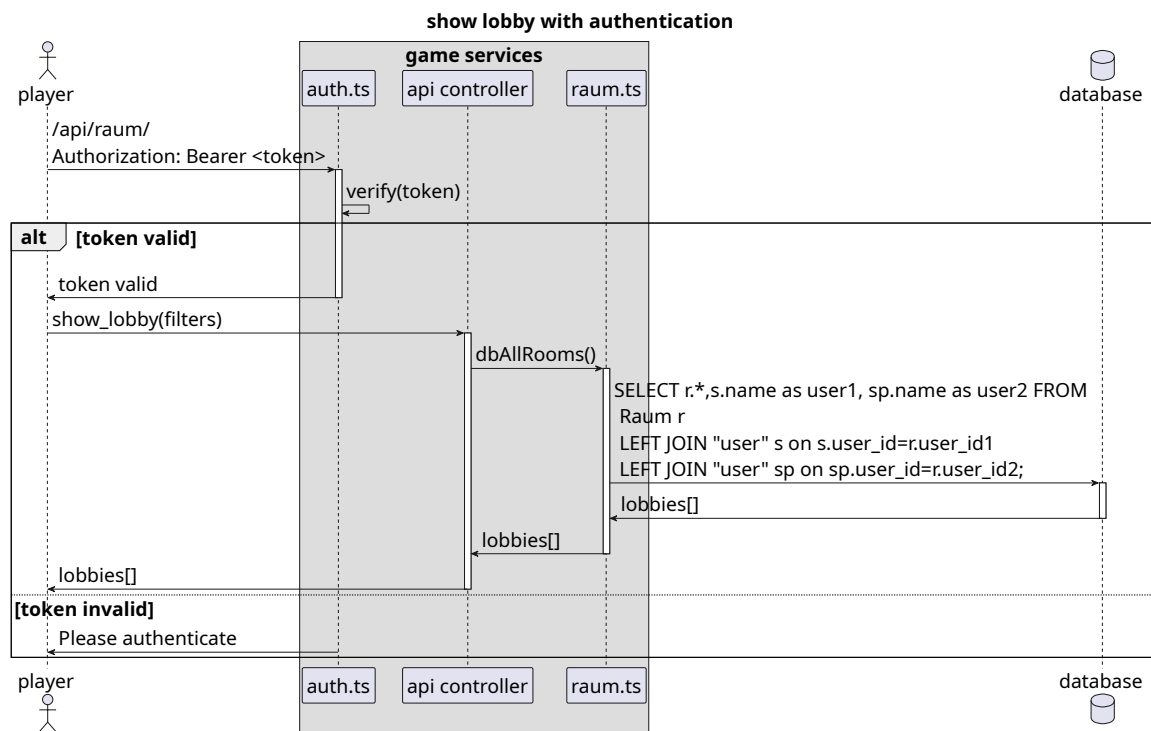 show lobby with authentication
game services
player
auth.ts
api controller
raum.ts
database
/api/raum/
Authorization: Bearer <token>
verify(token)
alt
[token valid]
token valid
show_lobby(filters)
dbAllRooms()
SELECT r.*,s.name as user1, sp.name as user2 FROM
Raum r
LEFT JOIN "user" s on s.user_id=r.user_id1
LEFT JOIN "user" sp on sp.user_id=r.user_id2;
lobbies[]
lobbies[]
lobbies[]
[token invalid]
Please authenticate
player
auth.ts
api controller
raum.ts
database